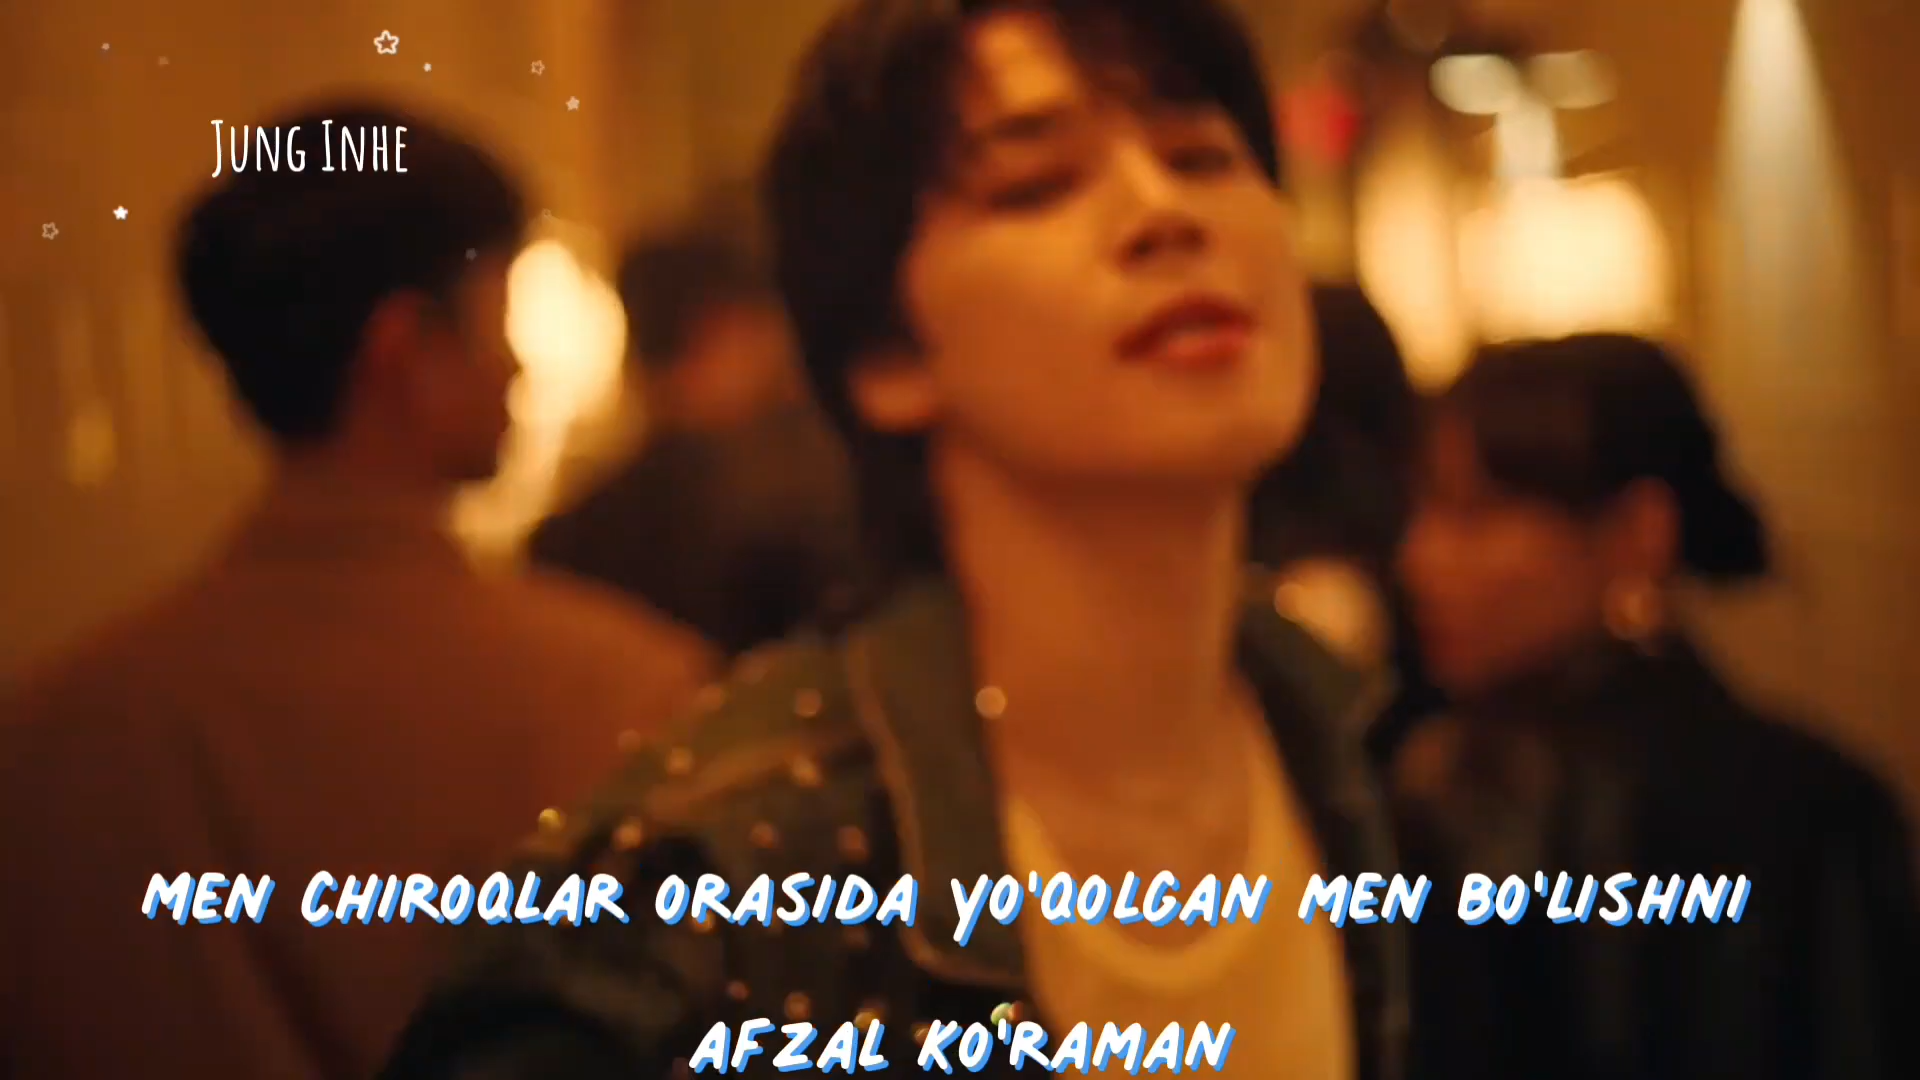 Jung Inhe
MEN CHIROQLAR ORASIDA YO'QOLGAN MEN BO'LISHNI
AFZAL KO'RAMAN